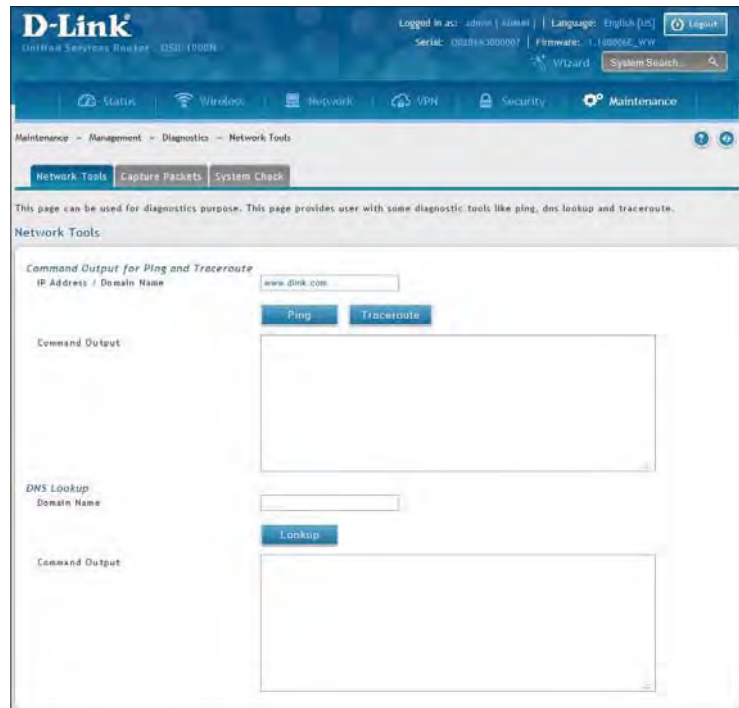 D-Link
Unified Services Router - DSR-1000N
Logged in as: admin ( ADMIN ) | Language: English [US]
Logout
Serial: | Firmware:
Wizard
System Search...
Status
Wireless
Network
VPN
Security
Maintenance
Maintenance - Management - Diagnostics - Network Tools
Network Tools
Capture Packets
System Check
This page can be used for diagnostics purpose. This page provides user with some diagnostic tools like ping, dns lookup and traceroute.
Network Tools
Command Output for Ping and Traceroute
IP Address / Domain Name
www.dlink.com
Ping
Traceroute
Command Output
DNS Lookup
Domain Name
Lookup
Command Output